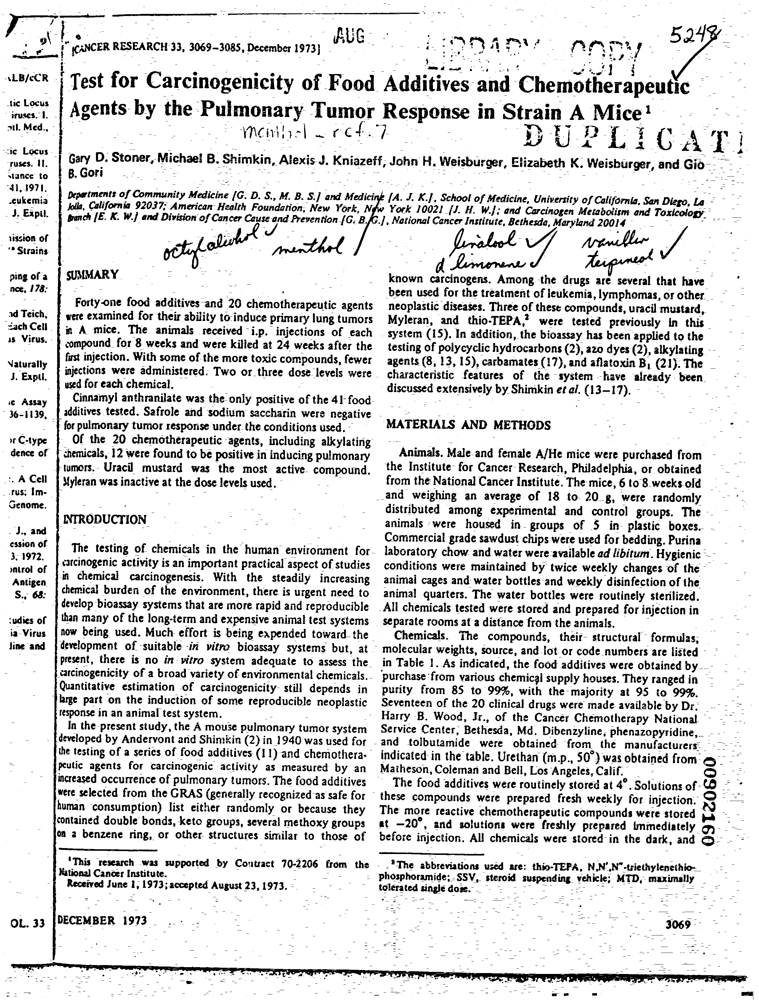 AUG
5248
[CANCER RESEARCH 33, 3069-3085, December 1973]
LIBRARY COPY
Test for Carcinogenicity of Food Additives and Chemotherapeutic
Agents by the Pulmonary Tumor Response in Strain A Mice¹
menthol - ref. 7
DUPLICAT
Gary D. Stoner, Michael B. Shimkin, Alexis J. Kniazeff, John H. Weisburger, Elizabeth K. Weisburger, and Gio
B. Gori
Departments of Community Medicine [G. D. S., M. B. S.] and Medicine [A. J. K.], School of Medicine, University of California, San Diego, La
Jolla, California 92037; American Health Foundation, New York, New York 10021 [J. H. W.]; and Carcinogen Metabolism and Toxicology
Branch [E. K. W.] and Division of Cancer Cause and Prevention [G. B. G.], National Cancer Institute, Bethesda, Maryland 20014
octyl alcohol menthol linalool vanillin
d limonene terpineol
SUMMARY
Forty-one food additives and 20 chemotherapeutic agents
were examined for their ability to induce primary lung tumors
in A mice. The animals received i.p. injections of each
compound for 8 weeks and were killed at 24 weeks after the
first injection. With some of the more toxic compounds, fewer
injections were administered. Two or three dose levels were
used for each chemical.
Cinnamyl anthranilate was the only positive of the 41 food
additives tested. Safrole and sodium saccharin were negative
for pulmonary tumor response under the conditions used.
Of the 20 chemotherapeutic agents, including alkylating
chemicals, 12 were found to be positive in inducing pulmonary
tumors. Uracil mustard was the most active compound.
Myleran was inactive at the dose levels used.
INTRODUCTION
The testing of chemicals in the human environment for
carcinogenic activity is an important practical aspect of studies
in chemical carcinogenesis. With the steadily increasing
chemical burden of the environment, there is urgent need to
develop bioassay systems that are more rapid and reproducible
than many of the long-term and expensive animal test systems
now being used. Much effort is being expended toward the
development of suitable in vitro bioassay systems but, at
present, there is no in vitro system adequate to assess the
carcinogenicity of a broad variety of environmental chemicals.
Quantitative estimation of carcinogenicity still depends in
large part on the induction of some reproducible neoplastic
response in an animal test system.
In the present study, the A mouse pulmonary tumor system
developed by Andervont and Shimkin (2) in 1940 was used for
the testing of a series of food additives (11) and chemothera-
peutic agents for carcinogenic activity as measured by an
increased occurrence of pulmonary tumors. The food additives
were selected from the GRAS (generally recognized as safe for
human consumption) list either randomly or because they
contained double bonds, keto groups, several methoxy groups
on a benzene ring, or other structures similar to those of
¹This research was supported by Contract 70-2206 from the
National Cancer Institute.
Received June 1, 1973; accepted August 23, 1973.
known carcinogens. Among the drugs are several that have
been used for the treatment of leukemia, lymphomas, or other
neoplastic diseases. Three of these compounds, uracil mustard,
Myleran, and thio-TEPA,² were tested previously in this
system (15). In addition, the bioassay has been applied to the
testing of polycyclic hydrocarbons (2), azo dyes (2), alkylating
agents (8, 13, 15), carbamates (17), and aflatoxin B₁ (21). The
characteristic features of the system have already been
discussed extensively by Shimkin et al. (13-17).
MATERIALS AND METHODS
Animals. Male and female A/He mice were purchased from
the Institute for Cancer Research, Philadelphia, or obtained
from the National Cancer Institute. The mice, 6 to 8 weeks old
and weighing an average of 18 to 20 g, were randomly
distributed among experimental and control groups. The
animals were housed in groups of 5 in plastic boxes.
Commercial grade sawdust chips were used for bedding. Purina
laboratory chow and water were available ad libitum. Hygienic
conditions were maintained by twice weekly changes of the
animal cages and water bottles and weekly disinfection of the
animal quarters. The water bottles were routinely sterilized.
All chemicals tested were stored and prepared for injection in
separate rooms at a distance from the animals.
Chemicals. The compounds, their structural formulas,
molecular weights, source, and lot or code numbers are listed
in Table 1. As indicated, the food additives were obtained by
purchase from various chemical supply houses. They ranged in
purity from 85 to 99%, with the majority at 95 to 99%.
Seventeen of the 20 clinical drugs were made available by Dr.
Harry B. Wood, Jr., of the Cancer Chemotherapy National
Service Center, Bethesda, Md. Dibenzyline, phenazopyridine,
and tolbutamide were obtained from the manufacturers
indicated in the table. Urethan (m.p., 50°) was obtained from
Matheson, Coleman and Bell, Los Angeles, Calif.
The food additives were routinely stored at 4°. Solutions of
these compounds were prepared fresh weekly for injection.
The more reactive chemotherapeutic compounds were stored
at -20°, and solutions were freshly prepared immediately
before injection. All chemicals were stored in the dark, and
²The abbreviations used are: thio-TEPA, N,N',N''-triethylenethio-
phosphoramide; SSV, steroid suspending vehicle; MTD, maximally
tolerated single dose.
00902160
DECEMBER 1973
3069
LB/cCR
tic Locus
iruses. I.
Med.,
ic Locus
ruses. II.
stance to
41, 1971.
eukemia
J. Exptl.
ission of
Strains
ping of a
nce, 178:
nd Teich,
Each Cell
is Virus.
Naturally
J. Exptl.
ic Assay
36-1139,
or C-type
dence of
. A Cell
rus: Im-
Genome.
J., and
ession of
3, 1972.
ntrol of
Antigen
S., 68:
udies of
ia Virus
line and
OL. 33